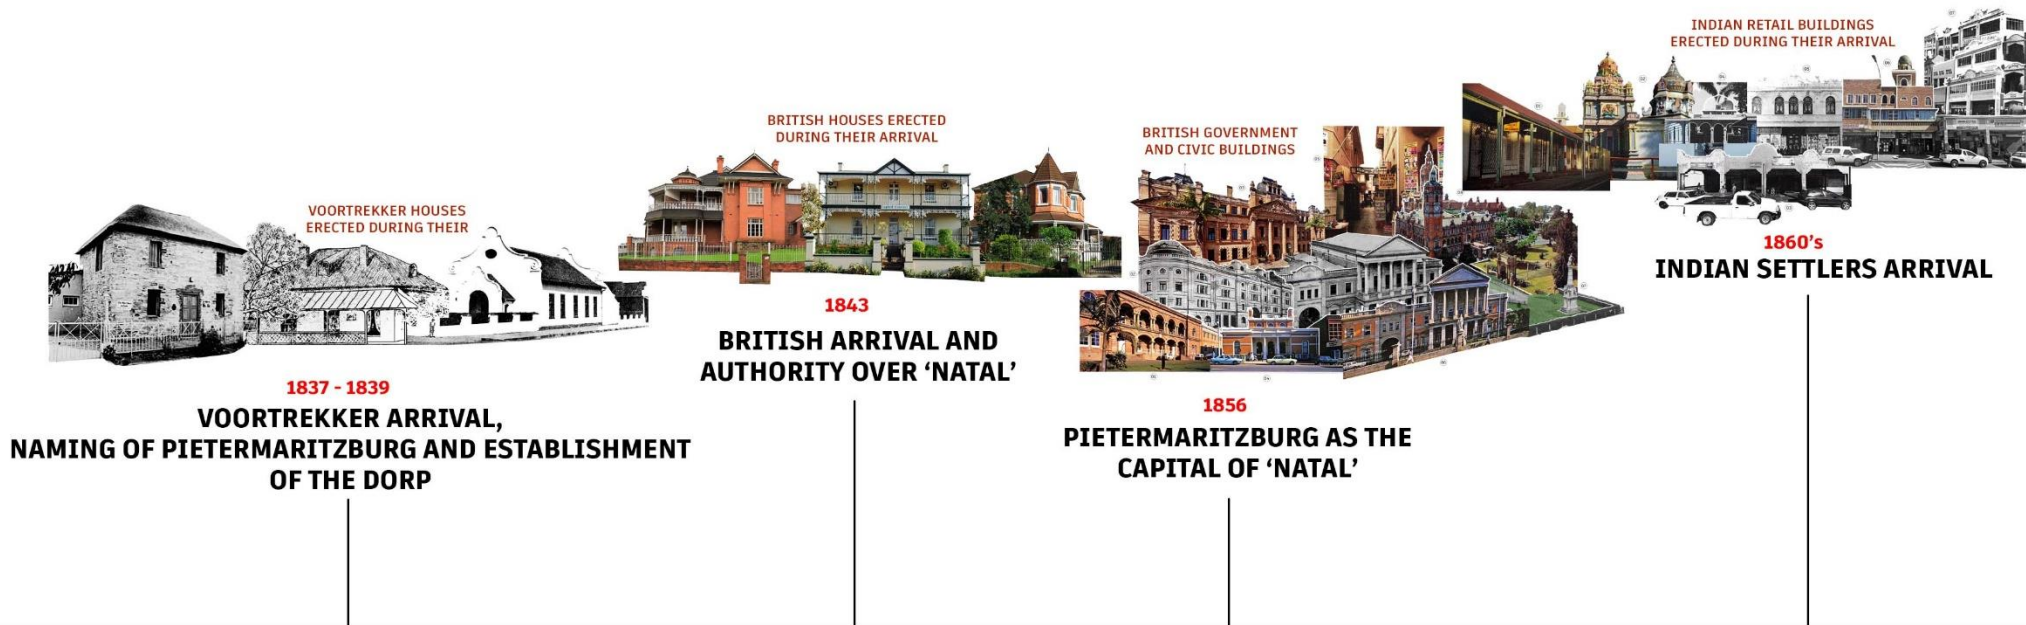 VOORTREKKER HOUSES
ERECTED DURING THEIR
1837 - 1839
VOORTREKKER ARRIVAL,
NAMING OF PIETERMARITZBURG AND ESTABLISHMENT
OF THE DORP
BRITISH HOUSES ERECTED
DURING THEIR ARRIVAL
1843
BRITISH ARRIVAL AND
AUTHORITY OVER ‘NATAL’
BRITISH GOVERNMENT
AND CIVIC BUILDINGS
1856
PIETERMARITZBURG AS THE
CAPITAL OF ‘NATAL’
INDIAN RETAIL BUILDINGS
ERECTED DURING THEIR ARRIVAL
1860’s
INDIAN SETTLERS ARRIVAL